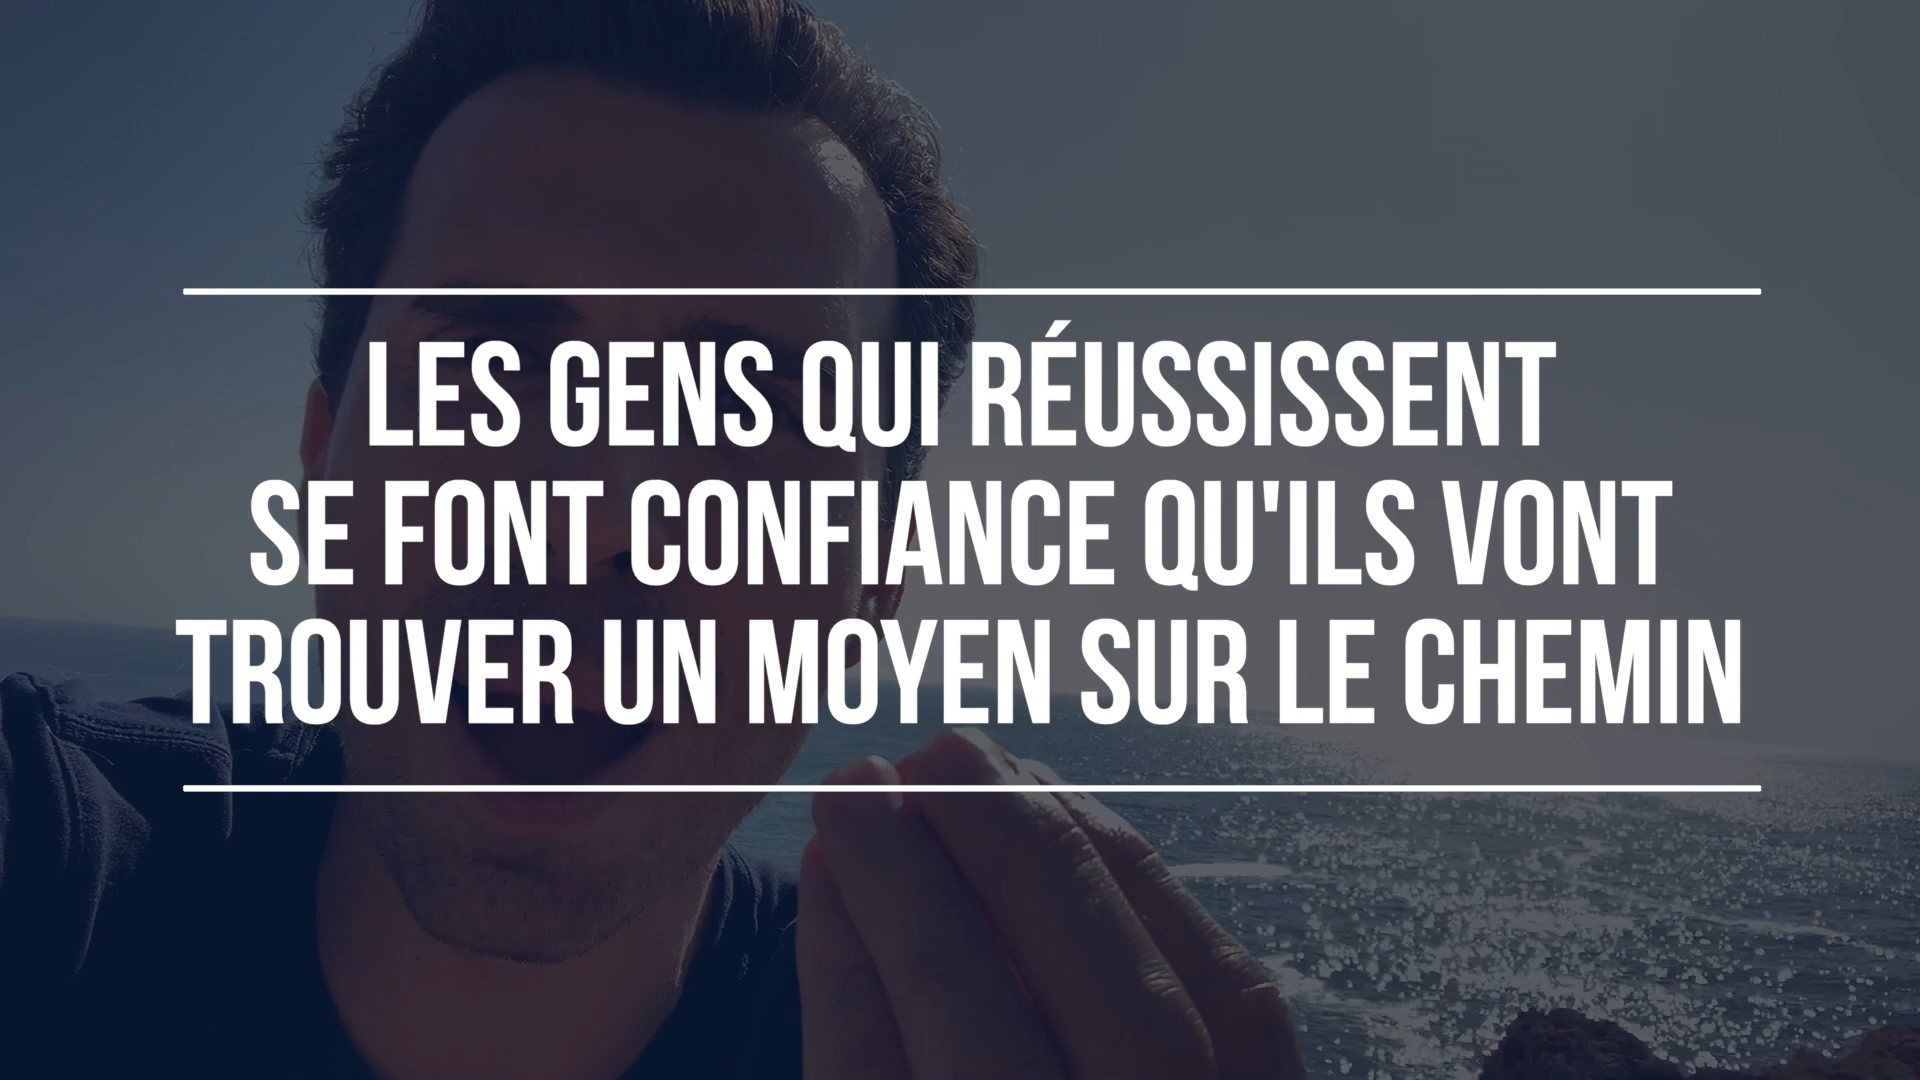 LES GENS QUI RÉUSSISSENT
SE FONT CONFIANCE QU'ILS VONT
TROUVER UN MOYEN SUR LE CHEMIN